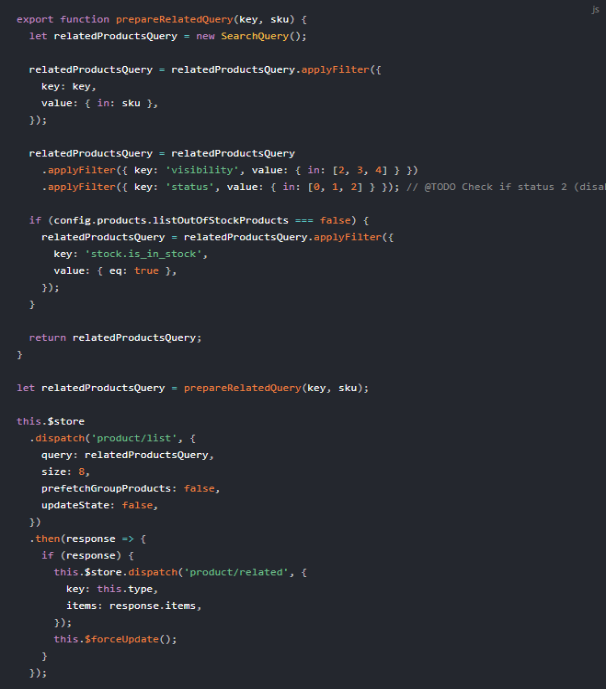 js
export function prepareRelatedQuery(key, sku) {
  let relatedProductsQuery = new SearchQuery();

  relatedProductsQuery = relatedProductsQuery.applyFilter({
    key: key,
    value: { in: sku },
  });

  relatedProductsQuery = relatedProductsQuery
    .applyFilter({ key: 'visibility', value: { in: [2, 3, 4] } })
    .applyFilter({ key: 'status', value: { in: [0, 1, 2] } }); // @TODO Check if status 2 (disa

  if (config.products.listOutOfStockProducts === false) {
    relatedProductsQuery = relatedProductsQuery.applyFilter({
      key: 'stock.is_in_stock',
      value: { eq: true },
    });
  }

  return relatedProductsQuery;
}

let relatedProductsQuery = prepareRelatedQuery(key, sku);

this.$store
  .dispatch('product/list', {
    query: relatedProductsQuery,
    size: 8,
    prefetchGroupProducts: false,
    updateState: false,
  })
  .then(response => {
    if (response) {
      this.$store.dispatch('product/related', {
        key: this.type,
        items: response.items,
      });
      this.$forceUpdate();
    }
  });